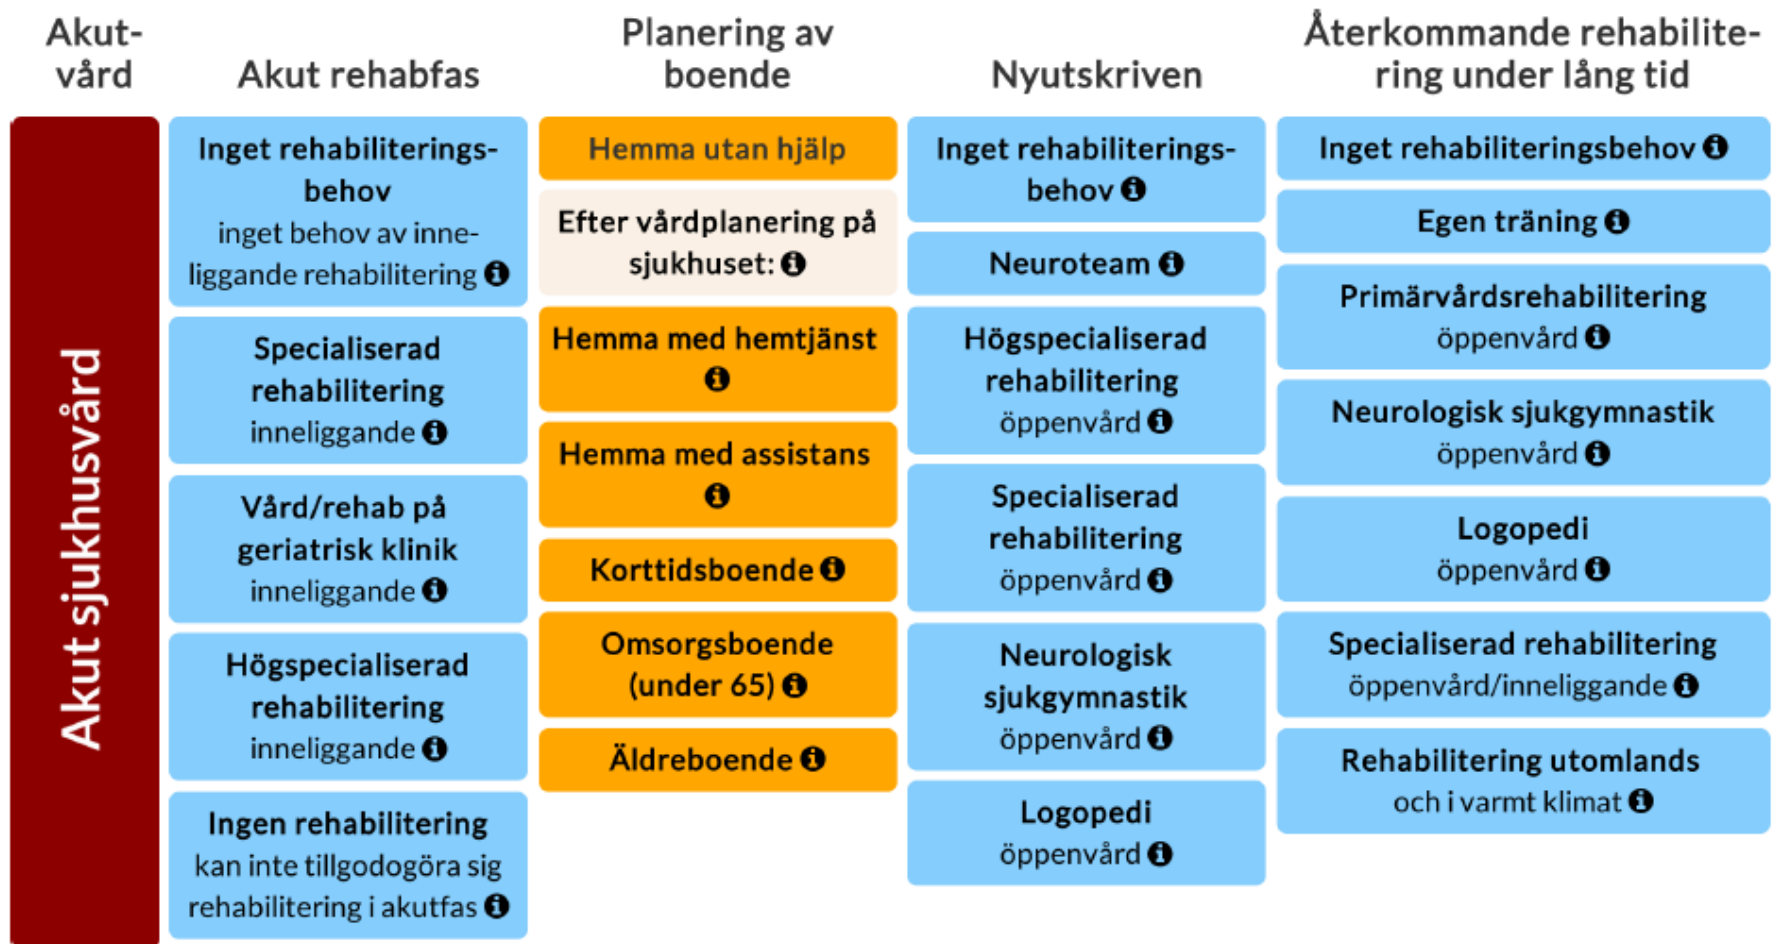 Akut-
vård
Akut rehabfas
Planering av
boende
Nyutskriven
Återkommande rehabilite-
ring under lång tid
Akut sjukhusvård
Inget rehabiliterings-
behov
inget behov av inne-
liggande rehabilitering
Specialiserad
rehabilitering
inneliggande
Vård/rehab på
geriatrisk klinik
inneliggande
Högspecialiserad
rehabilitering
inneliggande
Ingen rehabilitering
kan inte tillgodogöra sig
rehabilitering i akutfas
Hemma utan hjälp
Efter vårdplanering på
sjukhuset:
Hemma med hemtjänst
Hemma med assistans
Korttidsboende
Omsorgsboende
(under 65)
Äldreboende
Inget rehabiliterings-
behov
Neuroteam
Högspecialiserad
rehabilitering
öppenvård
Specialiserad
rehabilitering
öppenvård
Neurologisk
sjukgymnastik
öppenvård
Logopedi
öppenvård
Inget rehabiliteringsbehov
Egen träning
Primärvårdsrehabilitering
öppenvård
Neurologisk sjukgymnastik
öppenvård
Logopedi
öppenvård
Specialiserad rehabilitering
öppenvård/inneliggande
Rehabilitering utomlands
och i varmt klimat